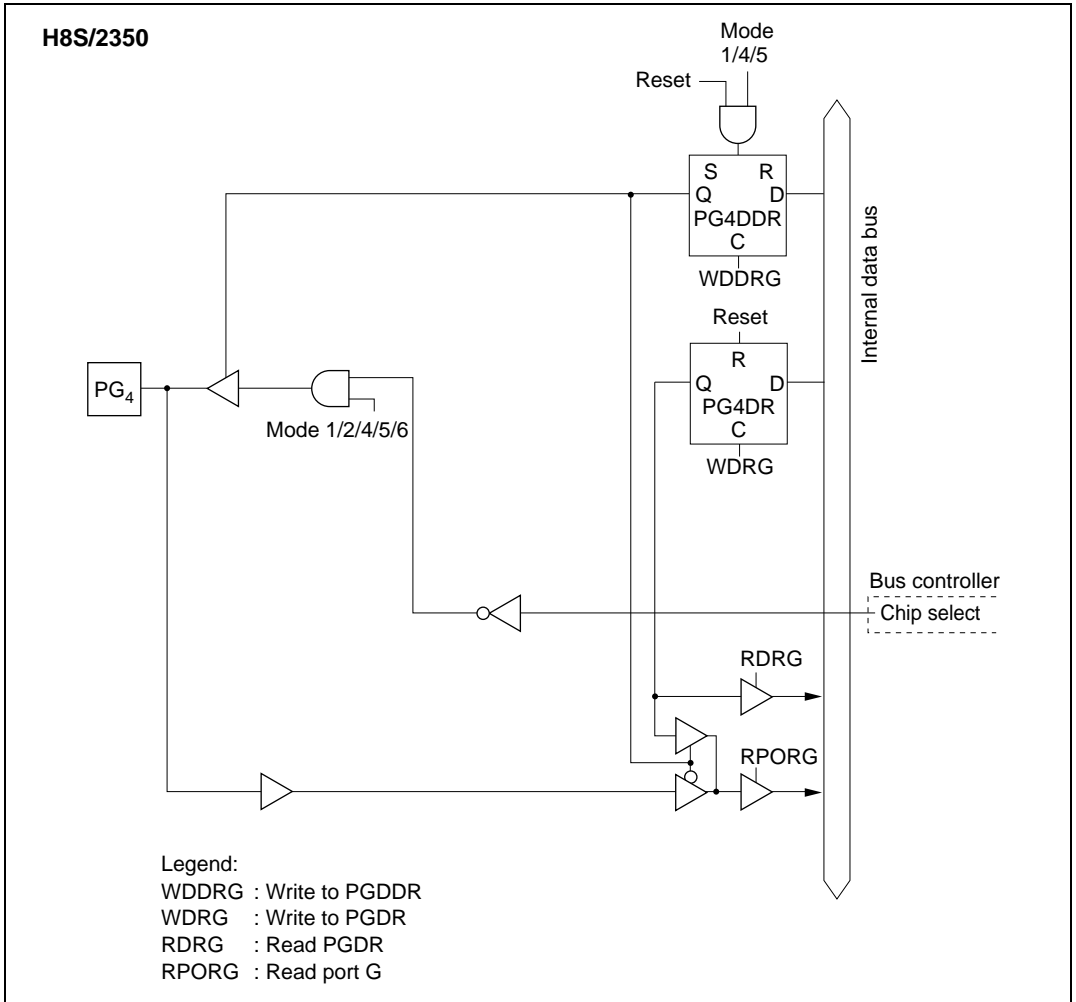 H8S/2350
Mode
1/4/5
Reset
S R
Q D
PG4DDR
C
WDDRG
Internal data bus
Reset
R
Q D
PG4DR
C
WDRG
PG4
Mode 1/2/4/5/6
Bus controller
Chip select
RDRG
RPORG
Legend:
WDDRG : Write to PGDDR
WDRG : Write to PGDR
RDRG : Read PGDR
RPORG : Read port G